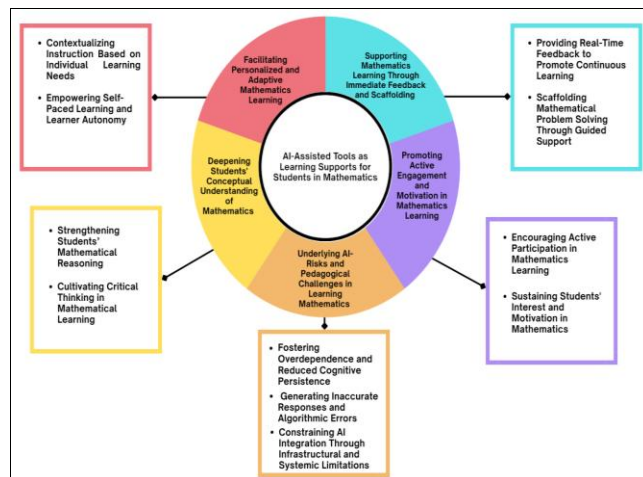 • Contextualizing
Instruction Based on
Individual Learning
Needs
• Empowering Self-
Paced Learning and
Learner Autonomy
Facilitating
Personalized and
Adaptive
Mathematics
Learning
Supporting
Mathematics
Learning Through
Immediate Feedback
and Scaffolding
• Providing Real-Time
Feedback to
Promote Continuous
Learning
• Scaffolding
Mathematical
Problem Solving
Through Guided
Support
AI-Assisted Tools as
Learning Supports for
Students in Mathematics
Deepening
Students'
Conceptual
Understanding
of
Mathematics
Promoting
Active
Engagement
and
Motivation in
Mathematics
Learning
• Strengthening
Students'
Mathematical
Reasoning
• Cultivating Critical
Thinking in
Mathematical
Learning
Underlying AI-
Risks and
Pedagogical
Challenges in
Learning
Mathematics
• Encouraging Active
Participation in
Mathematics
Learning
• Sustaining Students'
Interest and
Motivation in
Mathematics
• Fostering
Overdependence and
Reduced Cognitive
Persistence
• Generating Inaccurate
Responses and
Algorithmic Errors
• Constraining AI
Integration Through
Infrastructural and
Systemic Limitations